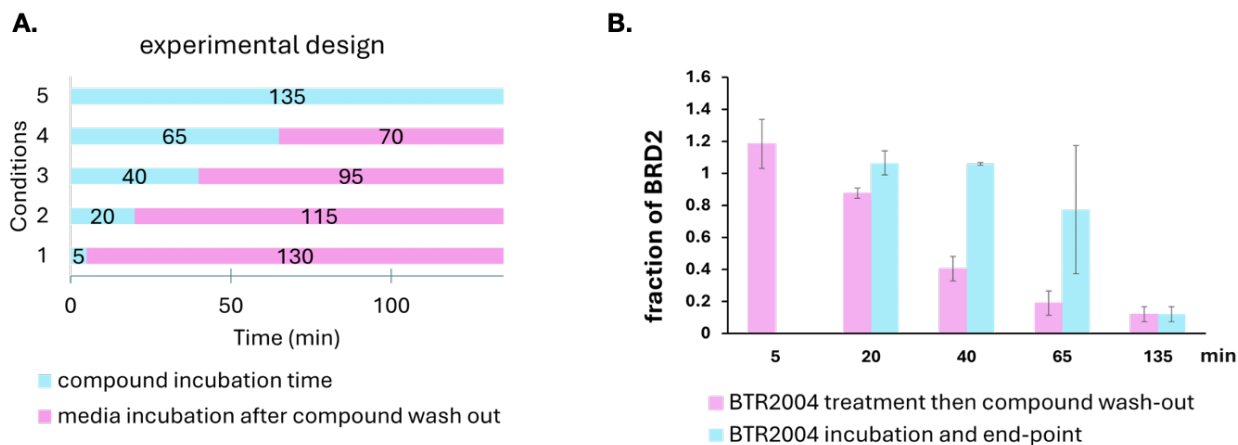 A.
experimental design
Conditions
5
135
4
65
70
3
40
95
2
20
115
1
5
130
0
50
100
Time (min)
compound incubation time
media incubation after compound wash out
B.
fraction of BRD2
1.6
1.4
1.2
1
0.8
0.6
0.4
0.2
0
5
20
40
65
135
min
BTR2004 treatment then compound wash-out
BTR2004 incubation and end-point